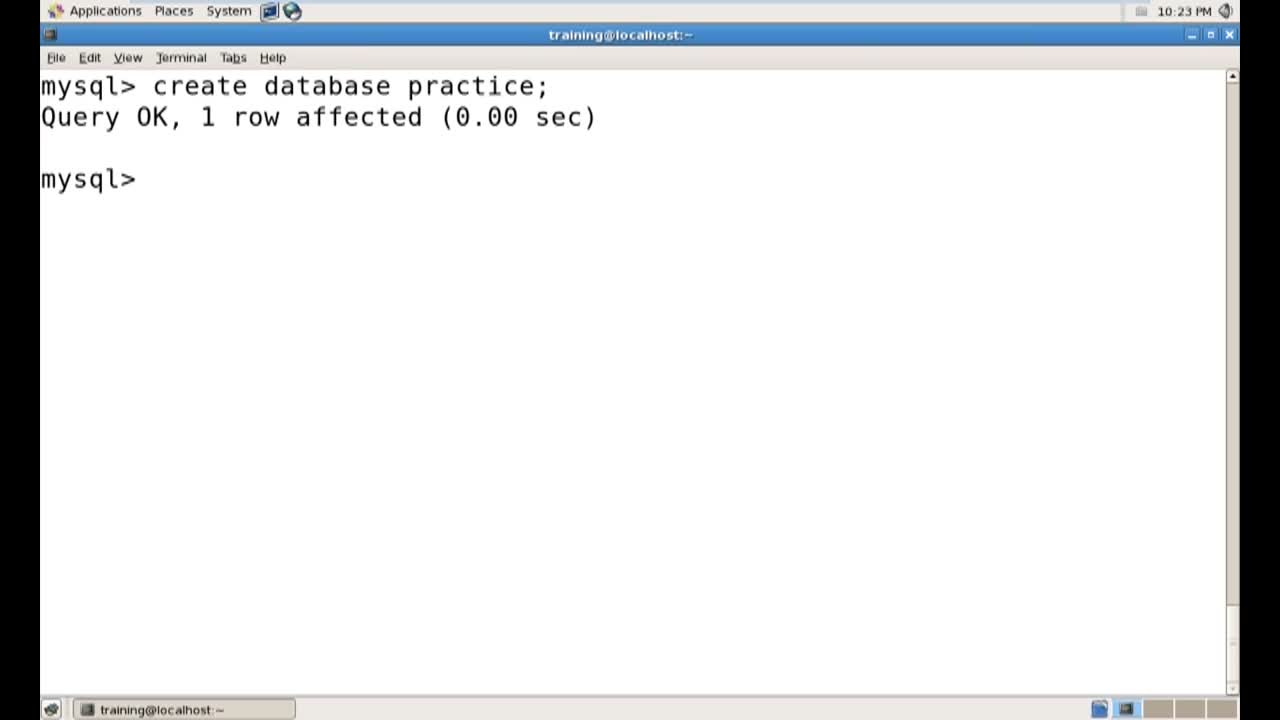 Applications Places System 10:23 PM
training@localhost:~
File Edit View Terminal Tabs Help
mysql> create database practice;
Query OK, 1 row affected (0.00 sec)
mysql>
training@localhost:~